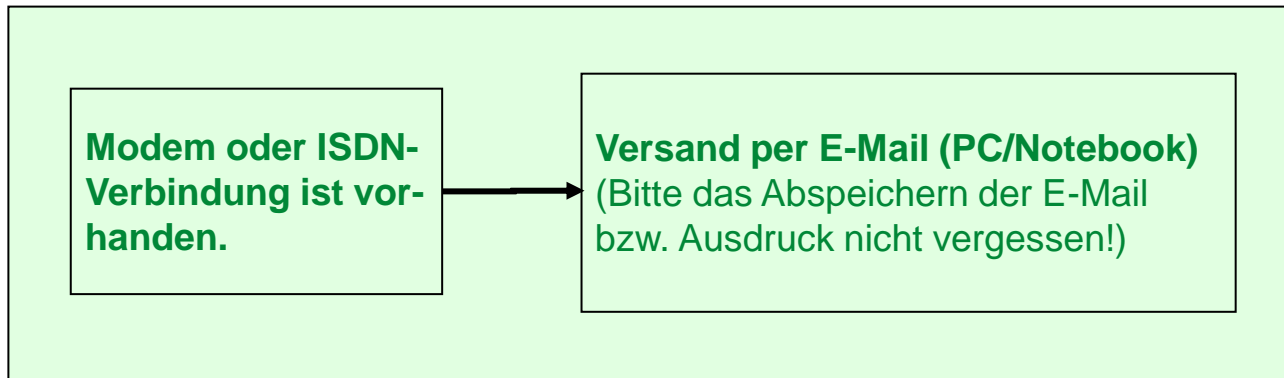 Modem oder ISDN-
Verbindung ist vor-
handen.
Versand per E-Mail (PC/Notebook)
(Bitte das Abspeichern der E-Mail
bzw. Ausdruck nicht vergessen!)